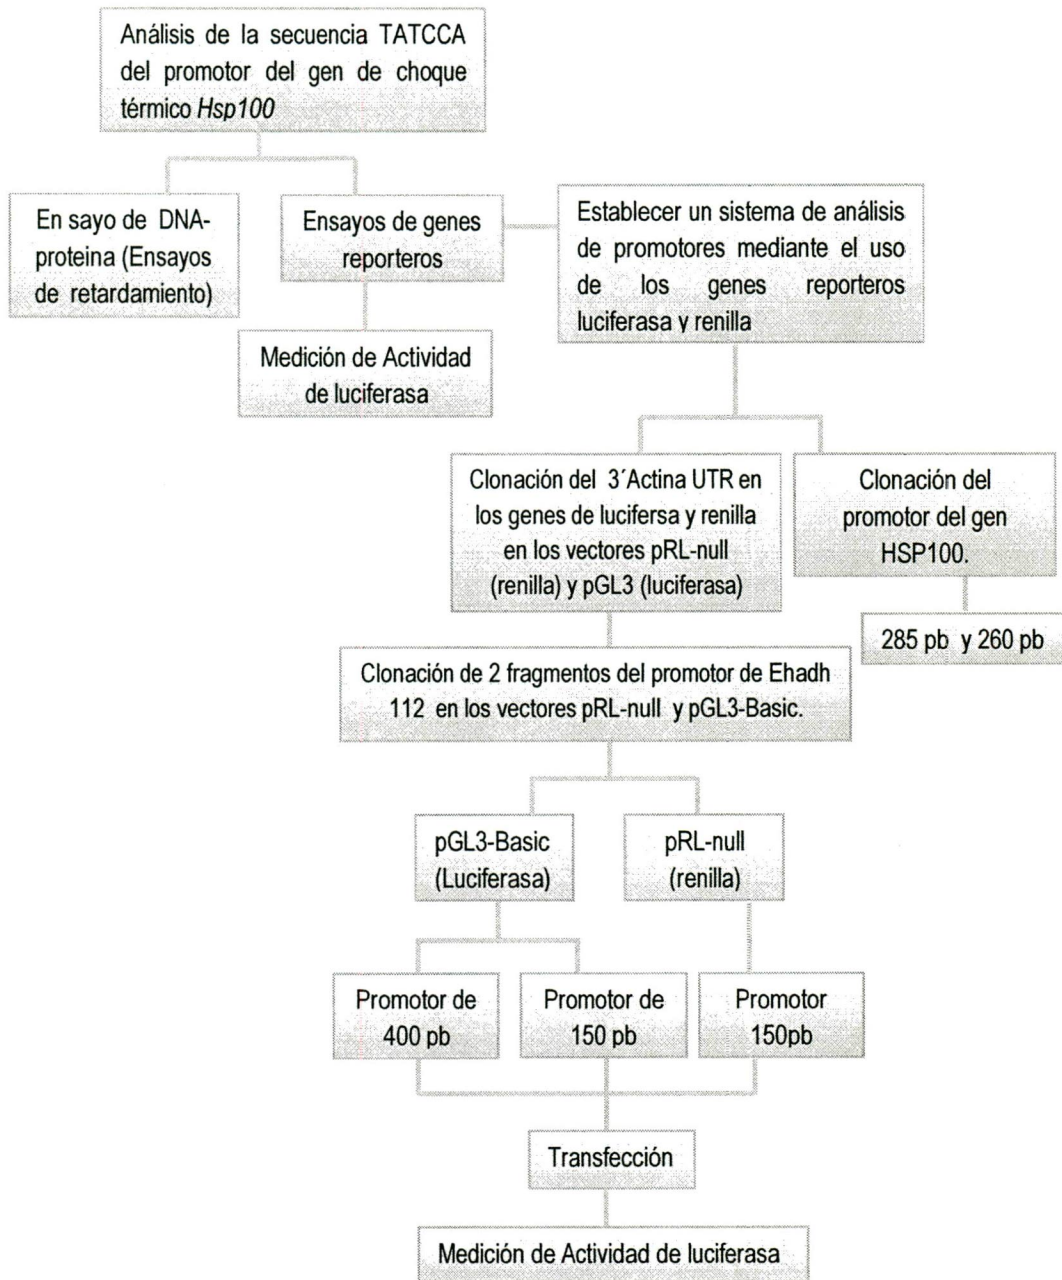 Análisis de la secuencia TATCCA
del promotor del gen de choque
térmico Hsp100
En sayo de DNA-
proteina (Ensayos
de retardamiento)
Ensayos de genes
reporteros
Establecer un sistema de análisis
de promotores mediante el uso
de los genes reporteros
luciferasa y renilla
Medición de Actividad
de luciferasa
Clonación del 3´Actina UTR en
los genes de lucifersa y renilla
en los vectores pRL-null
(renilla) y pGL3 (luciferasa)
Clonación del
promotor del gen
HSP100.
285 pb y 260 pb
Clonación de 2 fragmentos del promotor de Ehadh
112 en los vectores pRL-null y pGL3-Basic.
pGL3-Basic
(Luciferasa)
pRL-null
(renilla)
Promotor de
400 pb
Promotor de
150 pb
Promotor
150pb
Transfección
Medición de Actividad de luciferasa